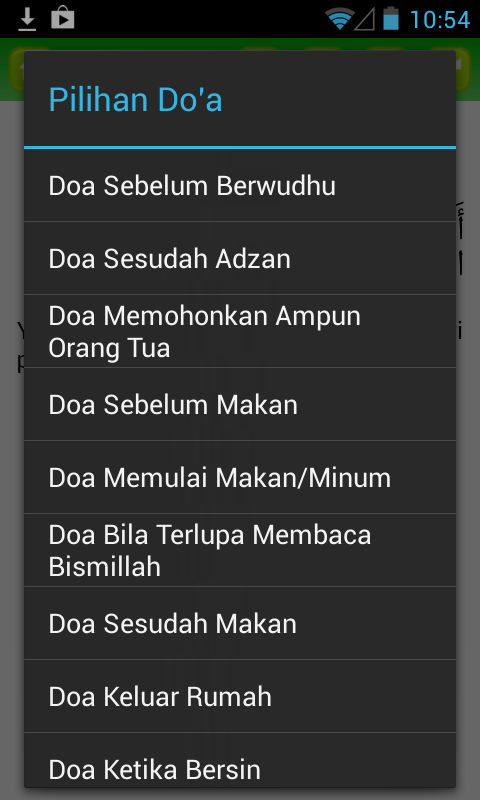 10:54
Pilihan Do'a
Doa Sebelum Berwudhu
Doa Sesudah Adzan
Doa Memohonkan Ampun
Orang Tua
Doa Sebelum Makan
Doa Memulai Makan/Minum
Doa Bila Terlupa Membaca
Bismillah
Doa Sesudah Makan
Doa Keluar Rumah
Doa Ketika Bersin